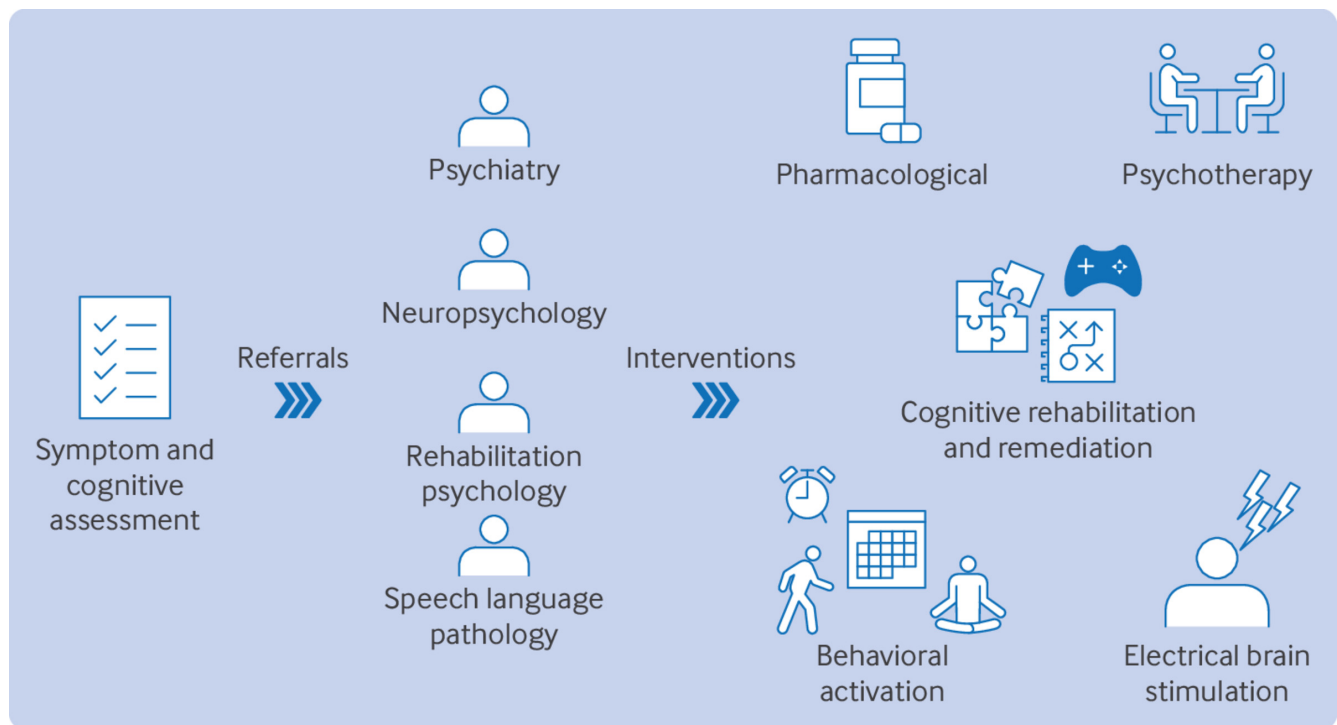 Symptom and
cognitive
assessment
Referrals
Psychiatry
Neuropsychology
Rehabilitation
psychology
Speech language
pathology
Interventions
Pharmacological
Psychotherapy
Cognitive rehabilitation
and remediation
Behavioral
activation
Electrical brain
stimulation